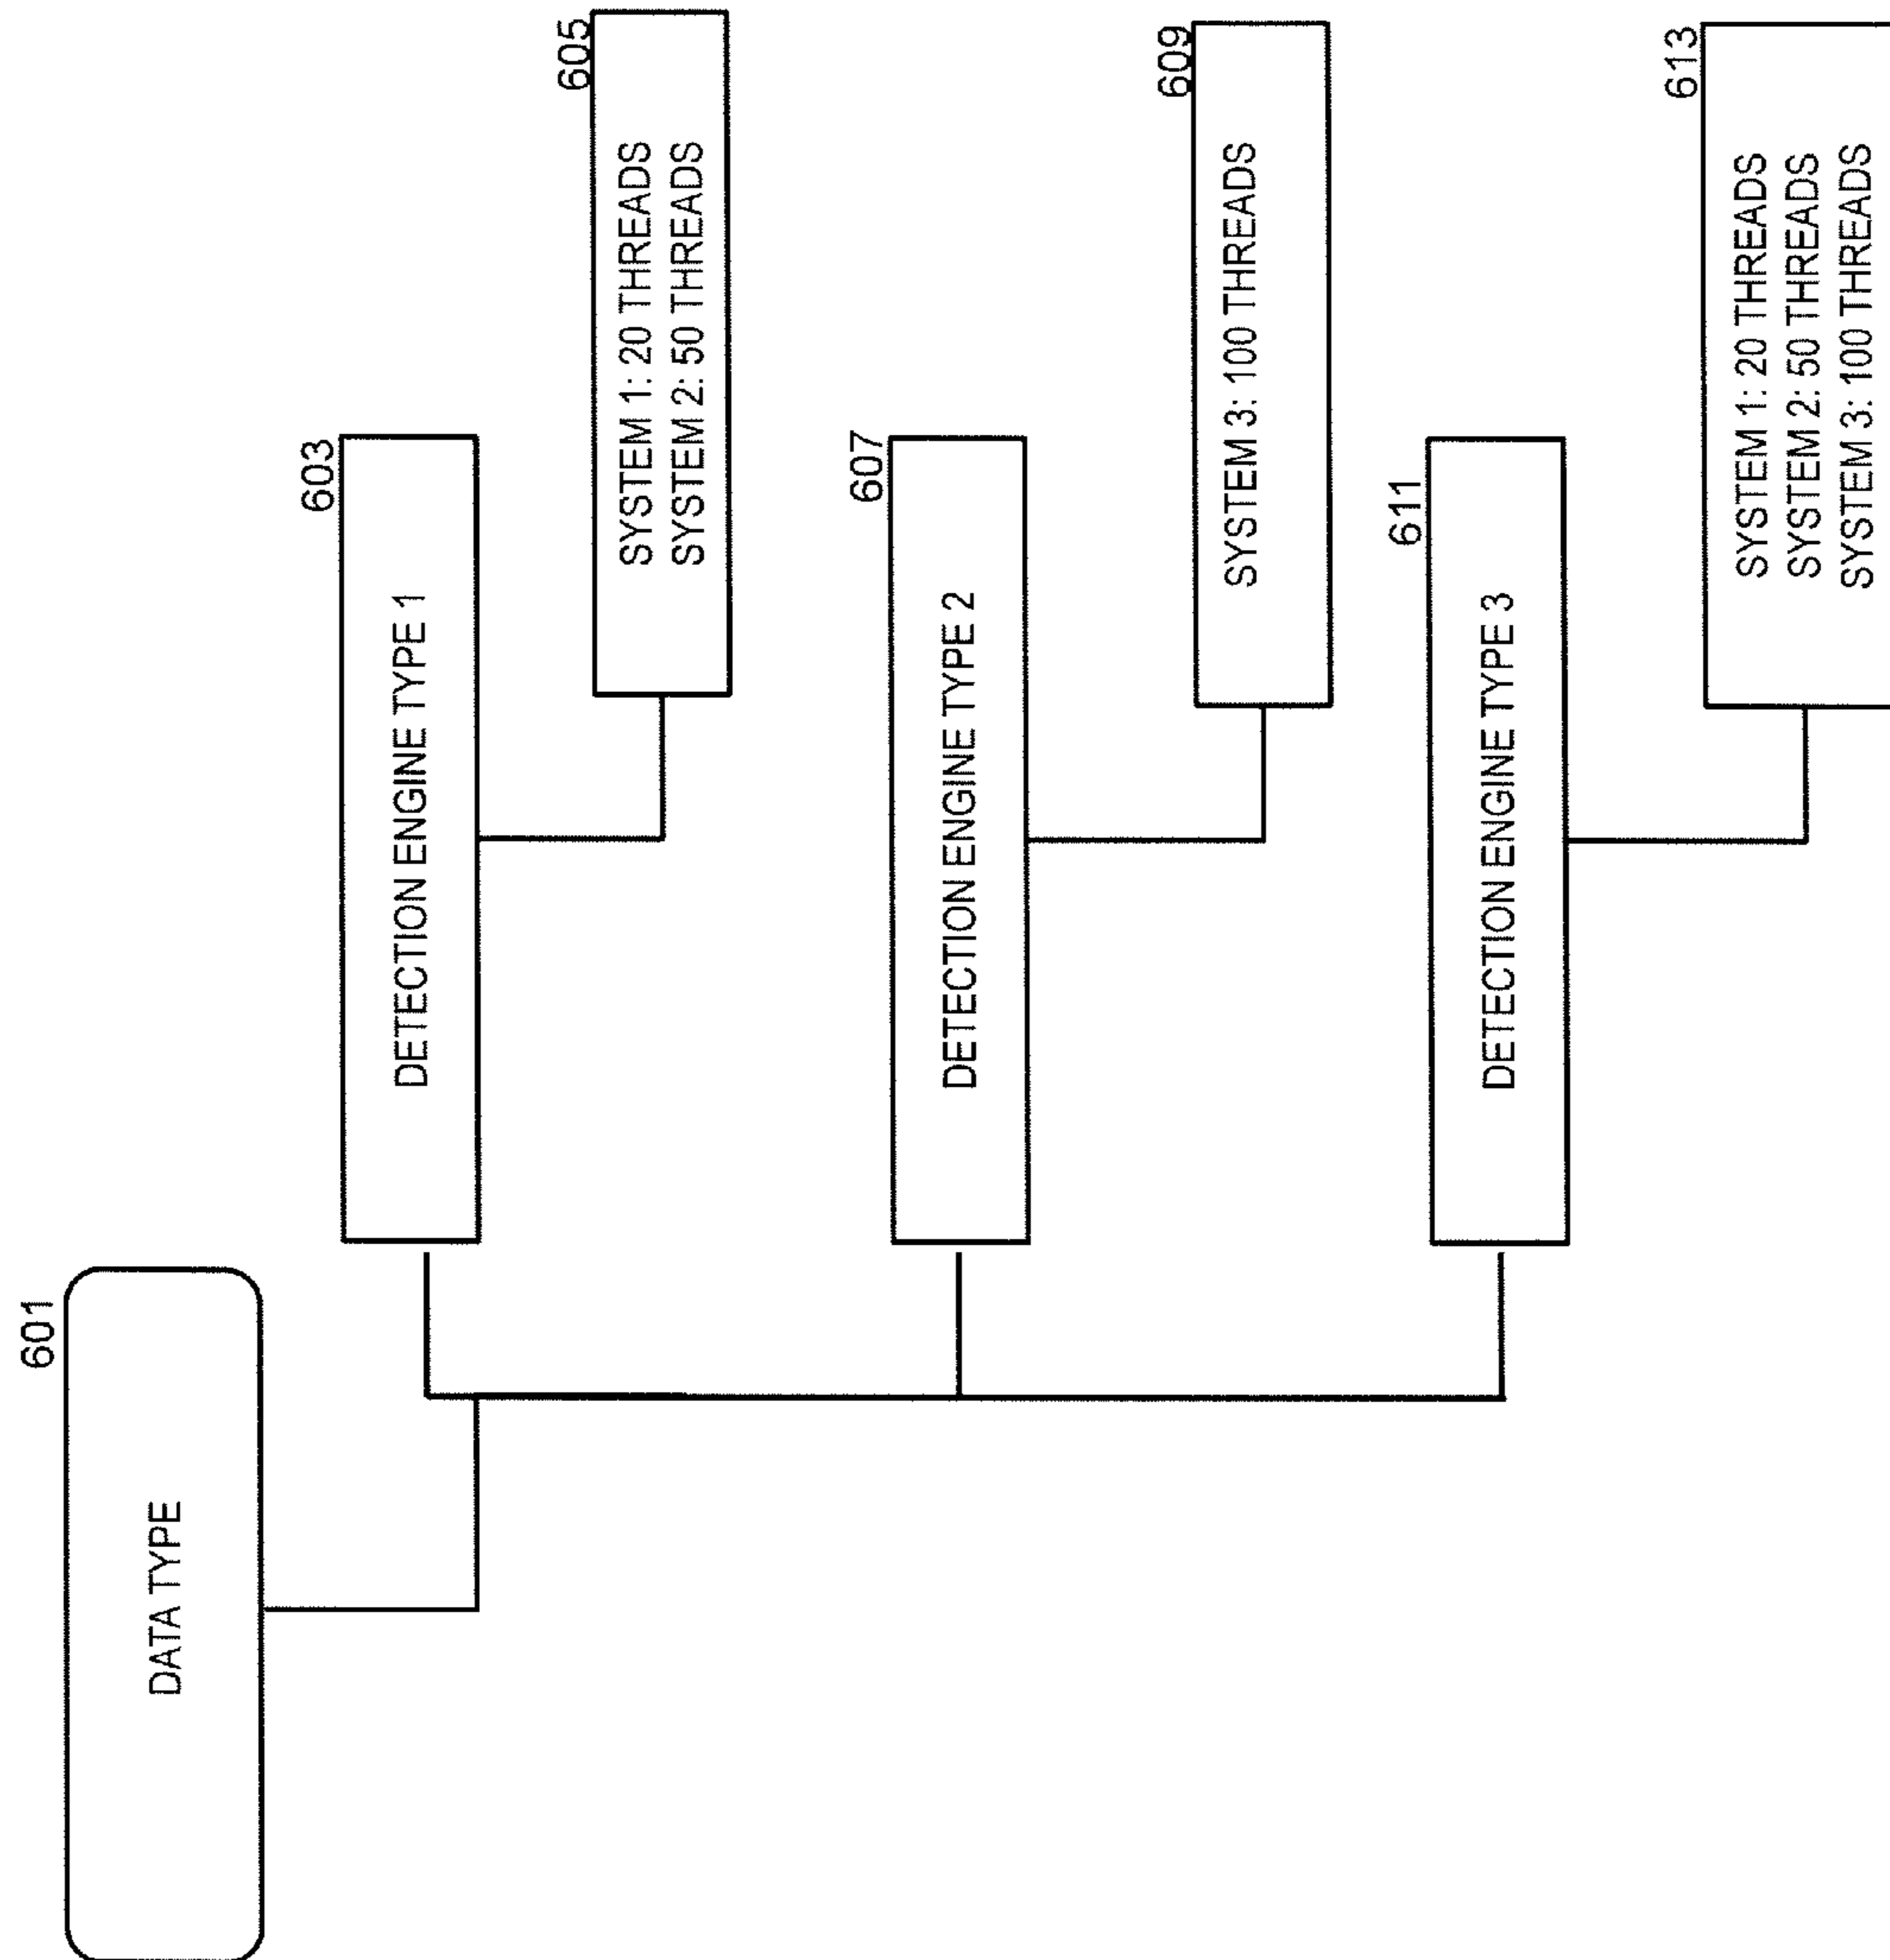 601
DATA TYPE
603
DETECTION ENGINE TYPE 1
605
SYSTEM 1: 20 THREADS
SYSTEM 2: 50 THREADS
607
DETECTION ENGINE TYPE 2
609
SYSTEM 3: 100 THREADS
611
DETECTION ENGINE TYPE 3
613
SYSTEM 1: 20 THREADS
SYSTEM 2: 50 THREADS
SYSTEM 3: 100 THREADS